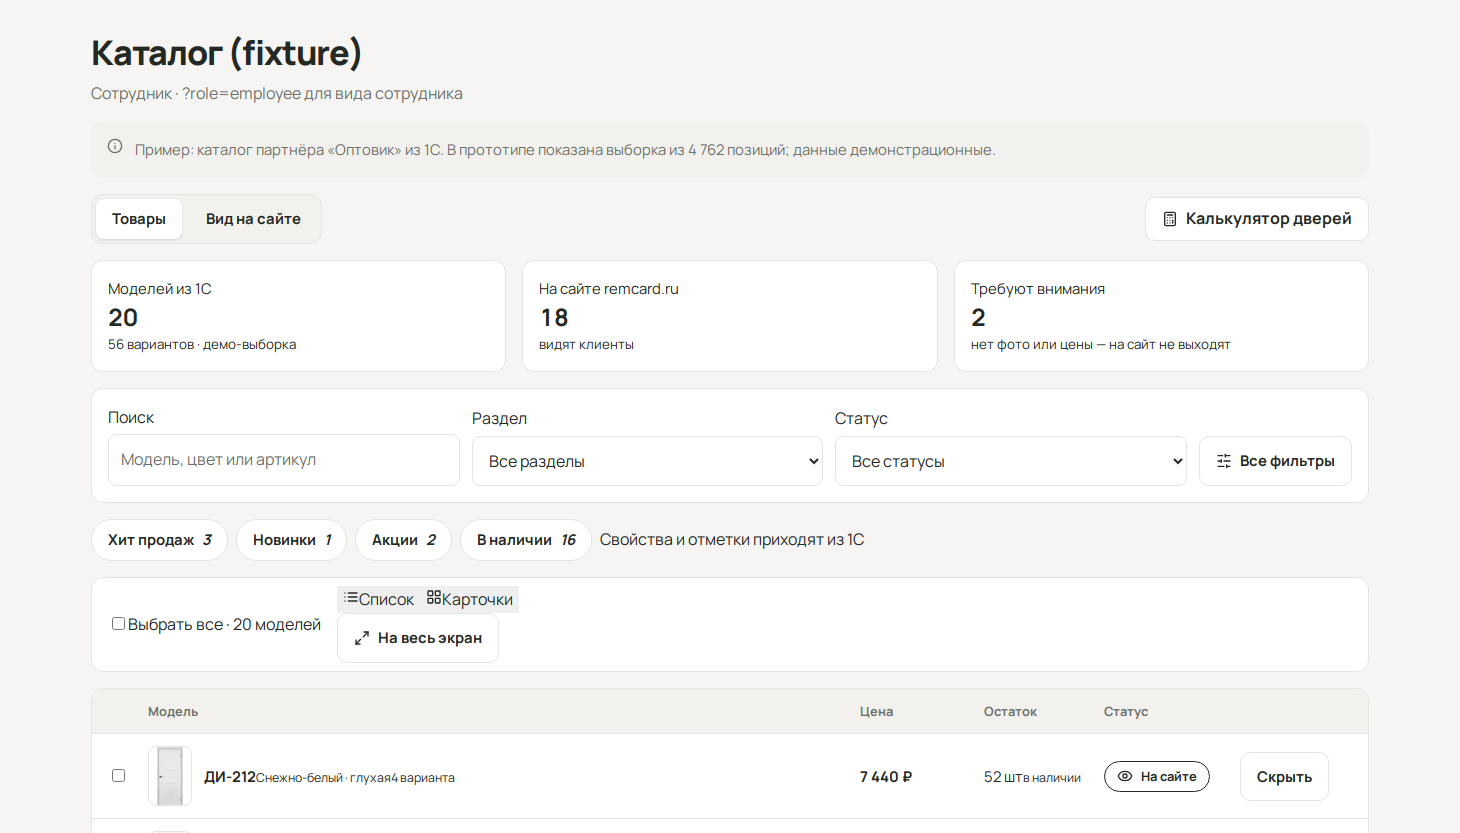 Каталог (fixture)
Сотрудник · ?role=employee для вида сотрудника
Пример: каталог партнёра «Оптовик» из 1С. В прототипе показана выборка из 4 762 позиций; данные демонстрационные.
Товары
Вид на сайте
Калькулятор дверей
Моделей из 1С
20
56 вариантов · демо-выборка
На сайте remcard.ru
18
видят клиенты
Требуют внимания
2
нет фото или цены — на сайт не выходят
Поиск
Модель, цвет или артикул
Раздел
Все разделы
Статус
Все статусы
Все фильтры
Хит продаж 3
Новинки 1
Акции 2
В наличии 16
Свойства и отметки приходят из 1С
Выбрать все · 20 моделей
Список
Карточки
На весь экран
Модель
Цена
Остаток
Статус
ДИ-212Снежно-белый · глухая4 варианта
7 440 ₽
52 штв наличии
На сайте
Скрыть